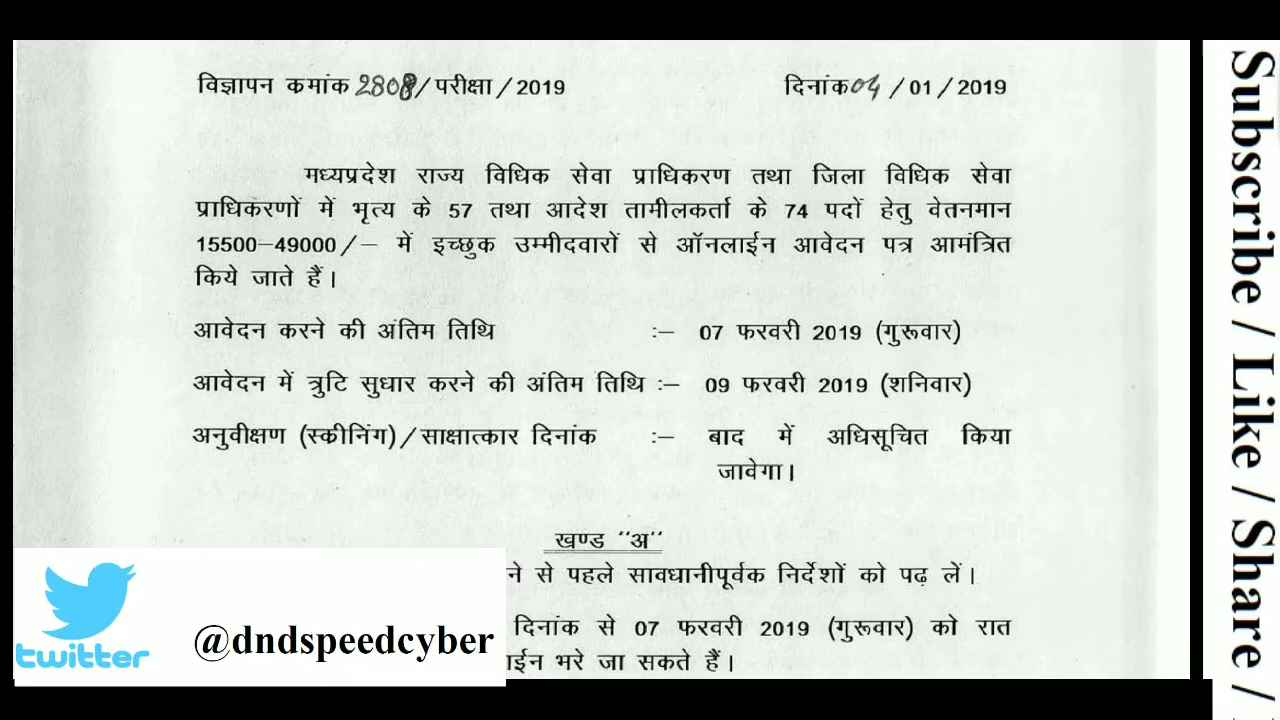 विज्ञापन कमांक 2808/परीक्षा/2019 दिनांक 04/01/2019
मध्यप्रदेश राज्य विधिक सेवा प्राधिकरण तथा जिला विधिक सेवा
प्राधिकरणों में भृत्य के 57 तथा आदेश तामीलकर्ता के 74 पदों हेतु वेतनमान
15500-49000/- में इच्छुक उम्मीदवारों से ऑनलाईन आवेदन पत्र आमंत्रित
किये जाते हैं।
आवेदन करने की अंतिम तिथि :- 07 फरवरी 2019 (गुरूवार)
आवेदन में त्रुटि सुधार करने की अंतिम तिथि :- 09 फरवरी 2019 (शनिवार)
अनुवीक्षण (स्कीनिंग)/साक्षात्कार दिनांक :- बाद में अधिसूचित किया
जावेगा।
खण्ड "अ"
ने से पहले सावधानीपूर्वक निर्देशों को पढ़ लें।
दिनांक से 07 फरवरी 2019 (गुरूवार) को रात
ाईन भरे जा सकते हैं।
twitter @dndspeedcyber
Subscribe / Like / Share /